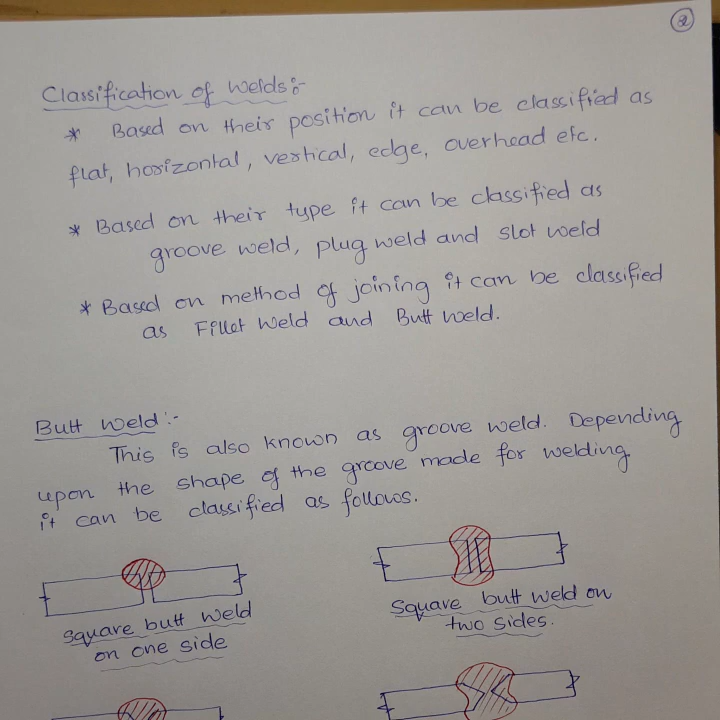 2
Classification of welds:-
* Based on their position it can be classified as
flat, horizontal, vertical, edge, overhead etc.
* Based on their type it can be classified as
groove weld, plug weld and slot weld
* Based on method of joining it can be classified
as Fillet weld and Butt weld.
Butt weld:-
This is also known as groove weld. Depending
upon the shape of the groove made for welding
it can be classified as follows.
Square butt weld
on one side
Square butt weld on
two sides.